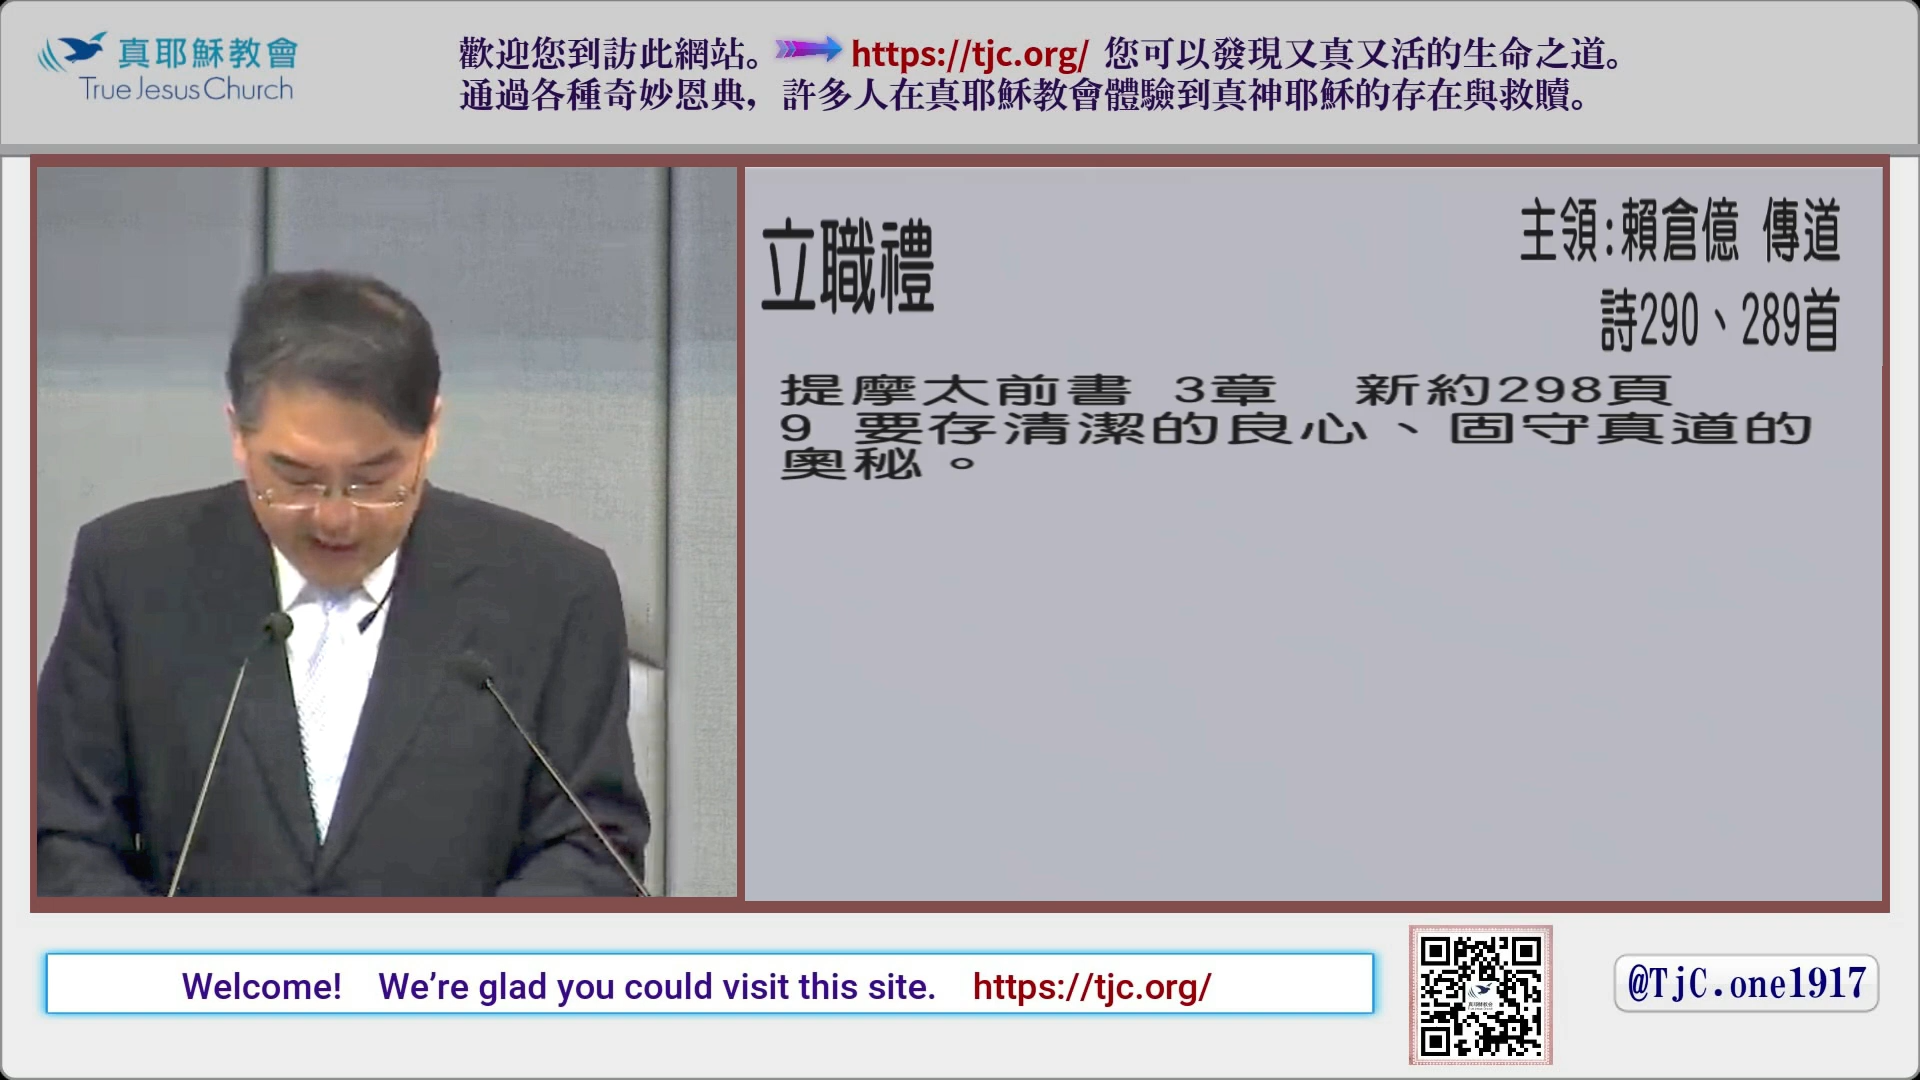 真耶穌教會
True Jesus Church
歡迎您到訪此網站。 https://tjc.org/ 您可以發現又真又活的生命之道。
通過各種奇妙恩典，許多人在真耶穌教會體驗到真神耶穌的存在與救贖。
立職禮
主領:賴倉億 傳道
詩290、289首
提摩太前書 3章 新約298頁
9 要存清潔的良心、固守真道的
奧秘。
Welcome! We’re glad you could visit this site. https://tjc.org/
@TjC.one1917